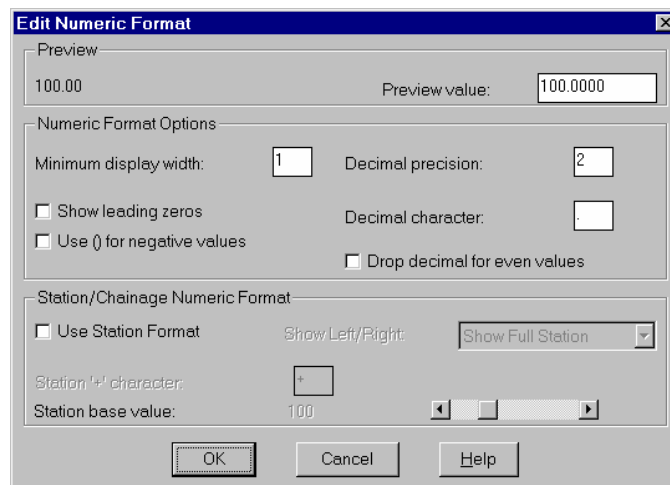 Edit Numeric Format
Preview
100.00
Preview value: 100.0000
Numeric Format Options
Minimum display width: 1
Decimal precision: 2
Show leading zeros
Decimal character: .
Use () for negative values
Drop decimal for even values
Station/Chainage Numeric Format
Use Station Format
Show Left/Right: Show Full Station
Station '+' character: +
Station base value: 100
OK Cancel Help